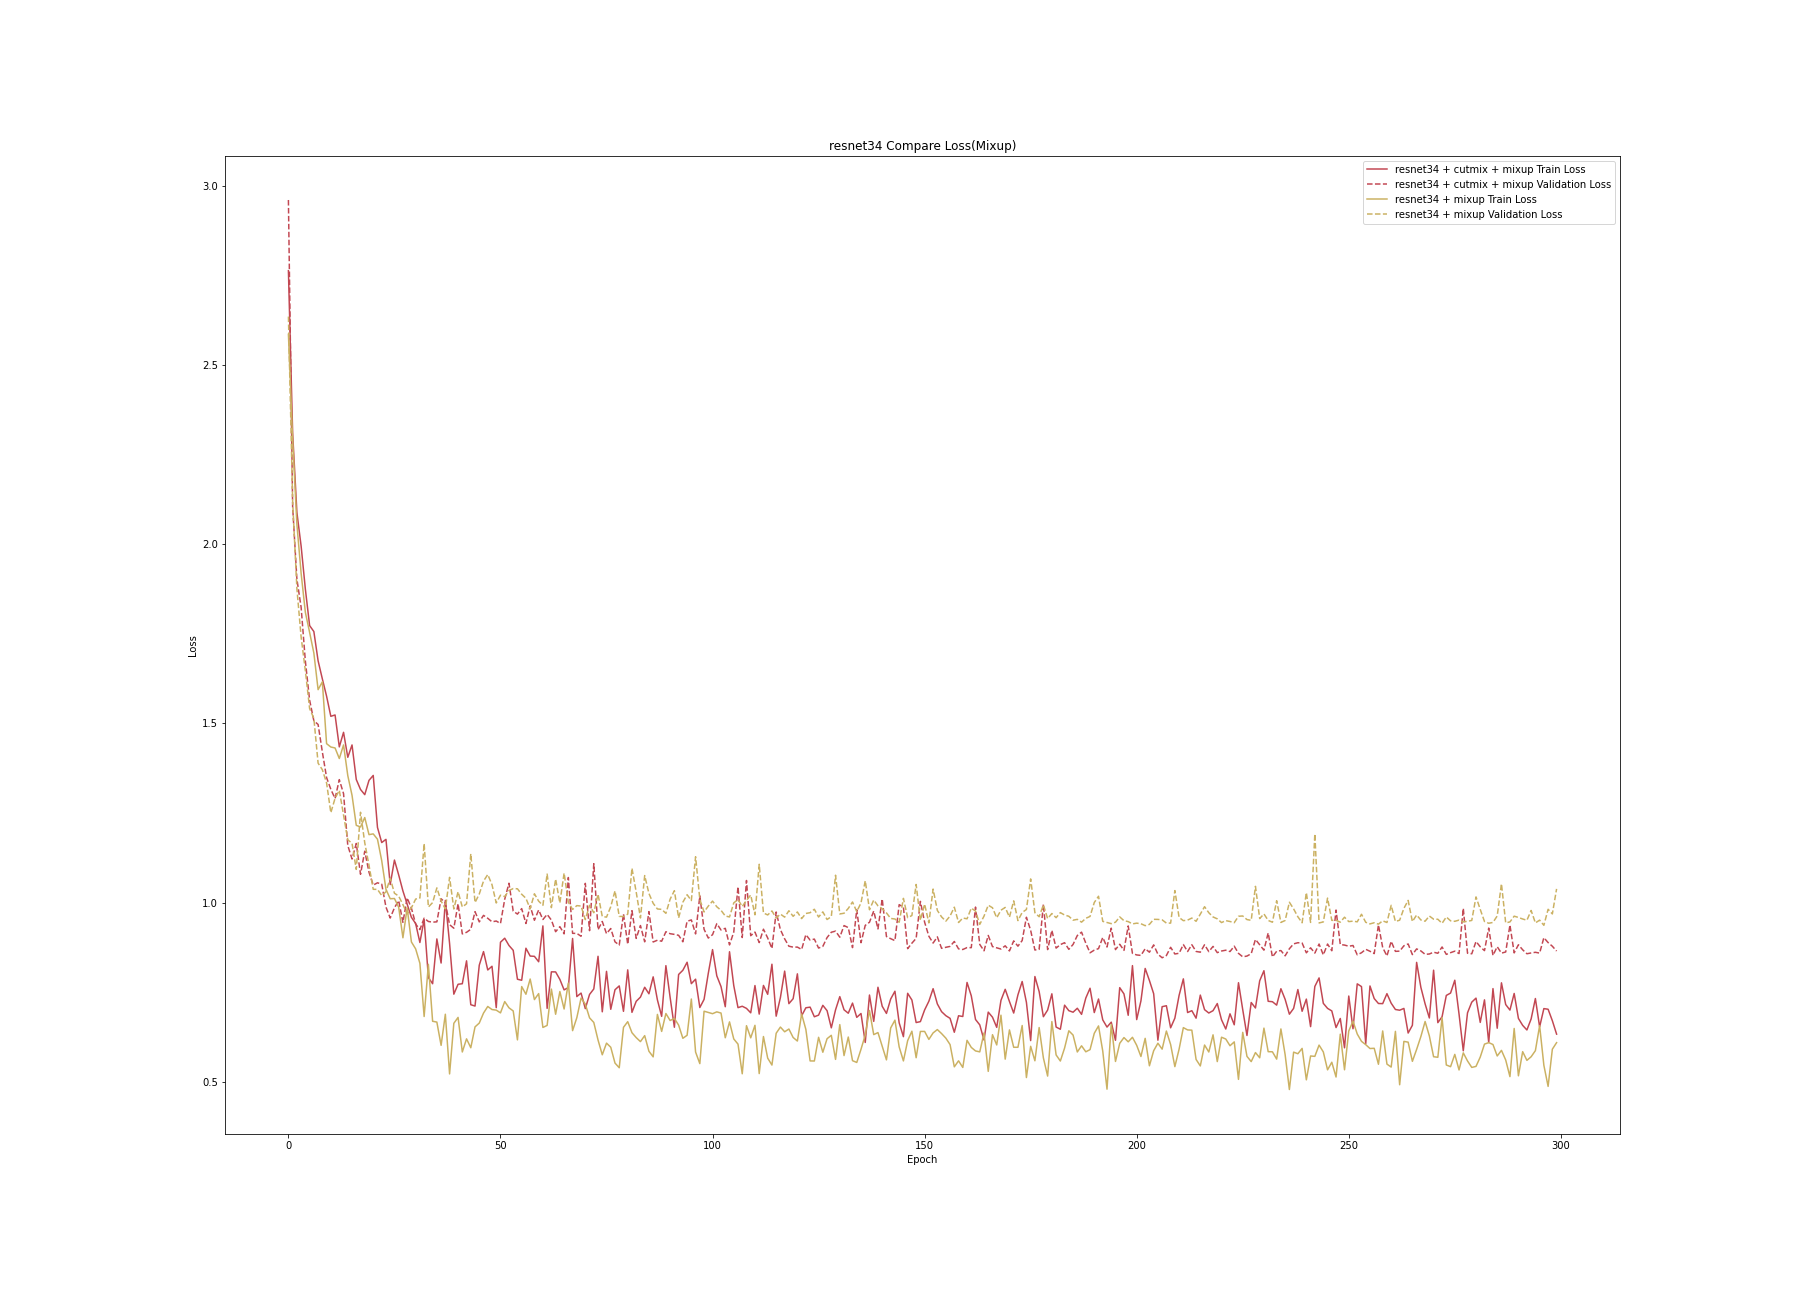 resnet34 Compare Loss(Mixup)
resnet34 + cutmix + mixup Train Loss
resnet34 + cutmix + mixup Validation Loss
resnet34 + mixup Train Loss
resnet34 + mixup Validation Loss
3.0
2.5
2.0
1.5
1.0
0.5
Loss
0 50 100 150 200 250 300
Epoch